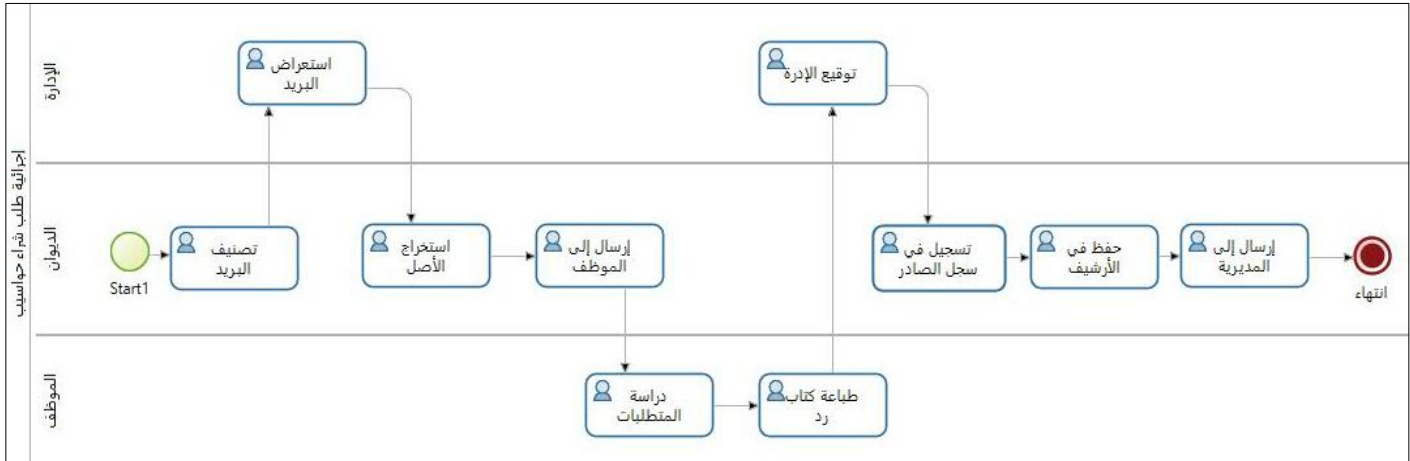 إجرائية طلب شراء حواسيب
الإدارة
استعراض
البريد
توقيع الإدرة
الديوان
Start1
تصنيف
البريد
استخراج
الأصل
إرسال إلى
الموظف
تسجيل في
سجل الصادر
حفظ في
الأرشيف
إرسال إلى
المديرية
انتهاء
الموظف
دراسة
المتطلبات
طباعة كتاب
رد